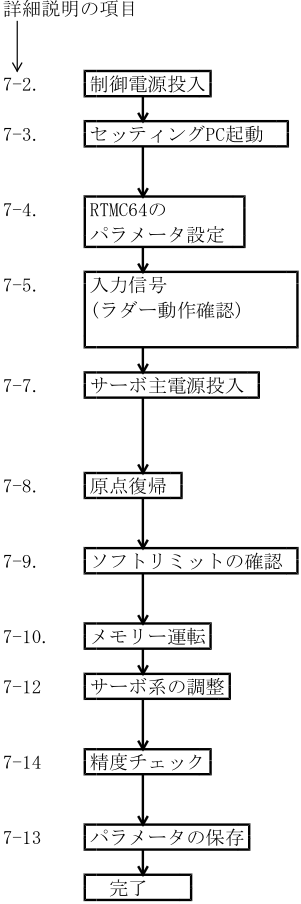 詳細説明の項目
7-2. 制御電源投入
7-3. セッティングPC起動
7-4. RTMC64の
パラメータ設定
7-5. 入力信号
(ラダー動作確認)
7-7. サーボ主電源投入
7-8. 原点復帰
7-9. ソフトリミットの確認
7-10. メモリー運転
7-12 サーボ系の調整
7-14 精度チェック
7-13 パラメータの保存
完了